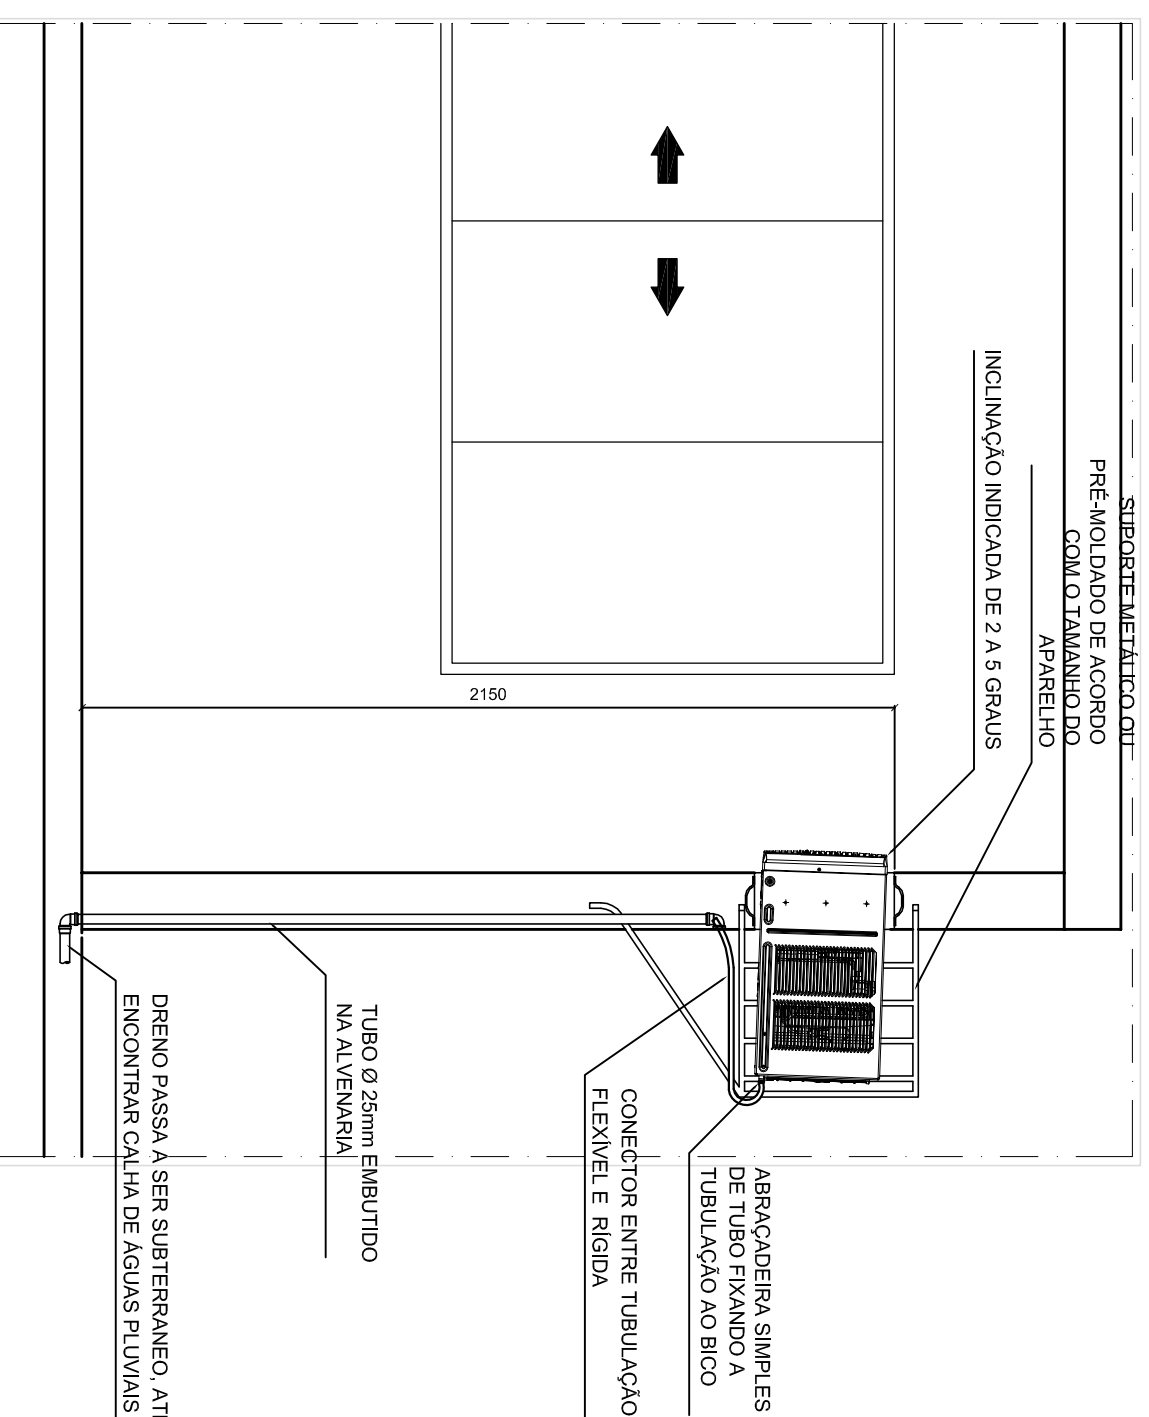 SUPORTE METÁLICO OU
PRÉ-MOLDADO DE ACORDO
COM O TAMANHO DO
APARELHO
INCLINAÇÃO INDICADA DE 2 A 5 GRAUS
2150
ABRAÇADEIRA SIMPLES
DE TUBO FIXANDO A
TUBULAÇÃO AO BICO
CONECTOR ENTRE TUBULAÇÃO
FLEXÍVEL E RÍGIDA
TUBO Ø 25mm EMBUTIDO
NA ALVENARIA
DRENO PASSA A SER SUBTERRANEO,
ENCONTRAR CALHA DE ÁGUAS PLUVIAIS